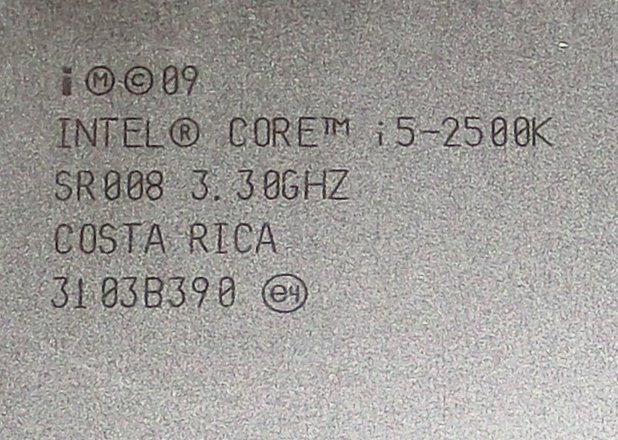 i Ⓜ©09
INTEL® CORE™ i5-2500K
SR008 3.30GHZ
COSTA RICA
3103B390 e4